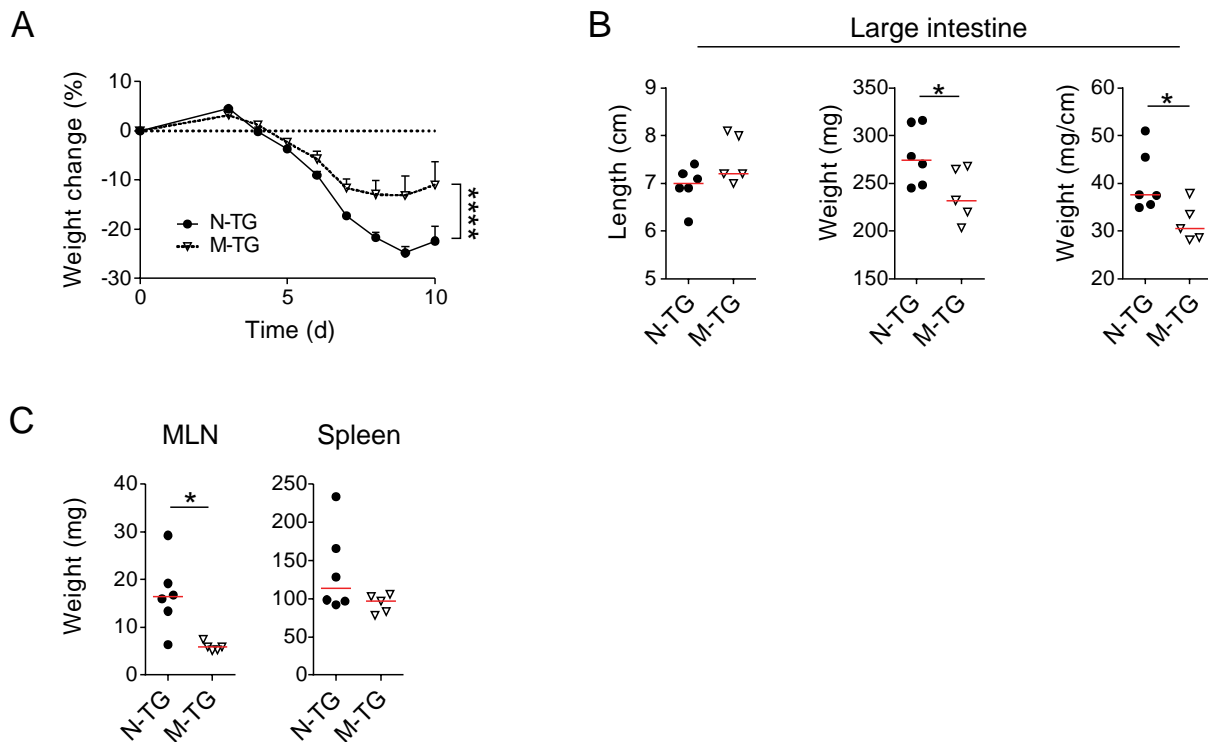 A
Weight change (%)
10
0
-10
-20
-30
N-TG
M-TG
****
0
5
10
Time (d)
B
Large intestine
Length (cm)
9
8
7
6
5
N-TG
M-TG
Weight (mg)
350
300
250
200
150
*
N-TG
M-TG
Weight (mg/cm)
60
50
40
30
20
*
N-TG
M-TG
C
MLN
Weight (mg)
40
30
20
10
0
*
N-TG
M-TG
Spleen
250
200
150
100
50
0
N-TG
M-TG